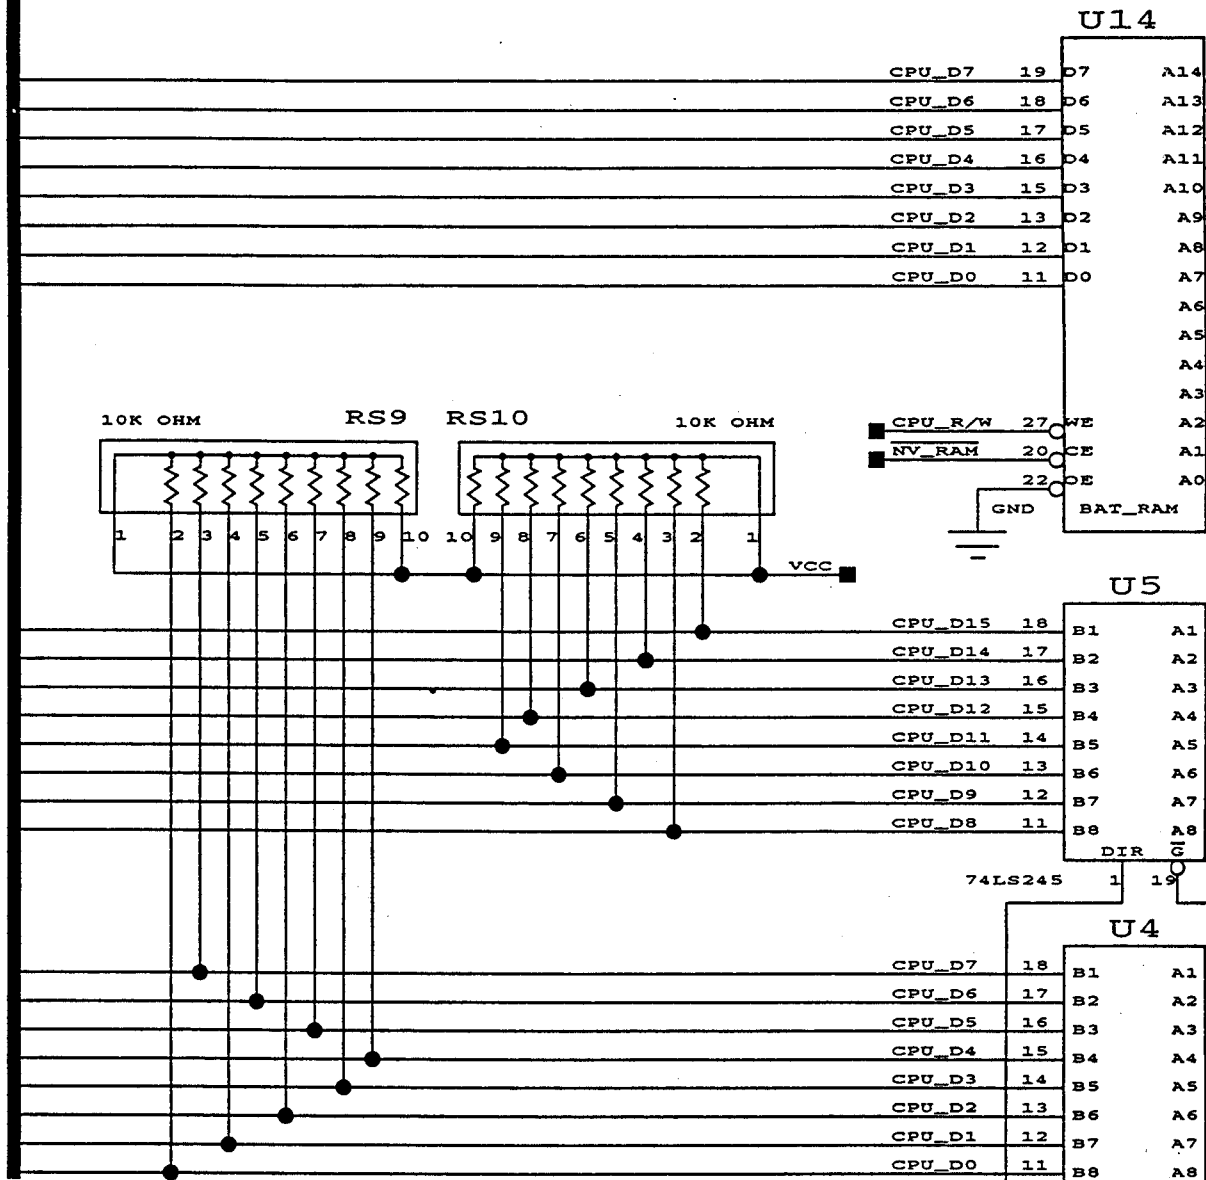 U14
CPU_D7 19 D7 A14
CPU_D6 18 D6 A13
CPU_D5 17 D5 A12
CPU_D4 16 D4 A11
CPU_D3 15 D3 A10
CPU_D2 13 D2 A9
CPU_D1 12 D1 A8
CPU_D0 11 D0 A7
A6
A5
A4
A3
10K OHM RS9 RS10 10K OHM CPU_R/W 27 WE A2
NV_RAM 20 CE A1
22 OE A0
GND BAT_RAM
1 2 3 4 5 6 7 8 9 10 10 9 8 7 6 5 4 3 2 1
VCC
U5
CPU_D15 18 B1 A1
CPU_D14 17 B2 A2
CPU_D13 16 B3 A3
CPU_D12 15 B4 A4
CPU_D11 14 B5 A5
CPU_D10 13 B6 A6
CPU_D9 12 B7 A7
CPU_D8 11 B8 A8
DIR G
74LS245 1 19
U4
CPU_D7 18 B1 A1
CPU_D6 17 B2 A2
CPU_D5 16 B3 A3
CPU_D4 15 B4 A4
CPU_D3 14 B5 A5
CPU_D2 13 B6 A6
CPU_D1 12 B7 A7
CPU_D0 11 B8 A8